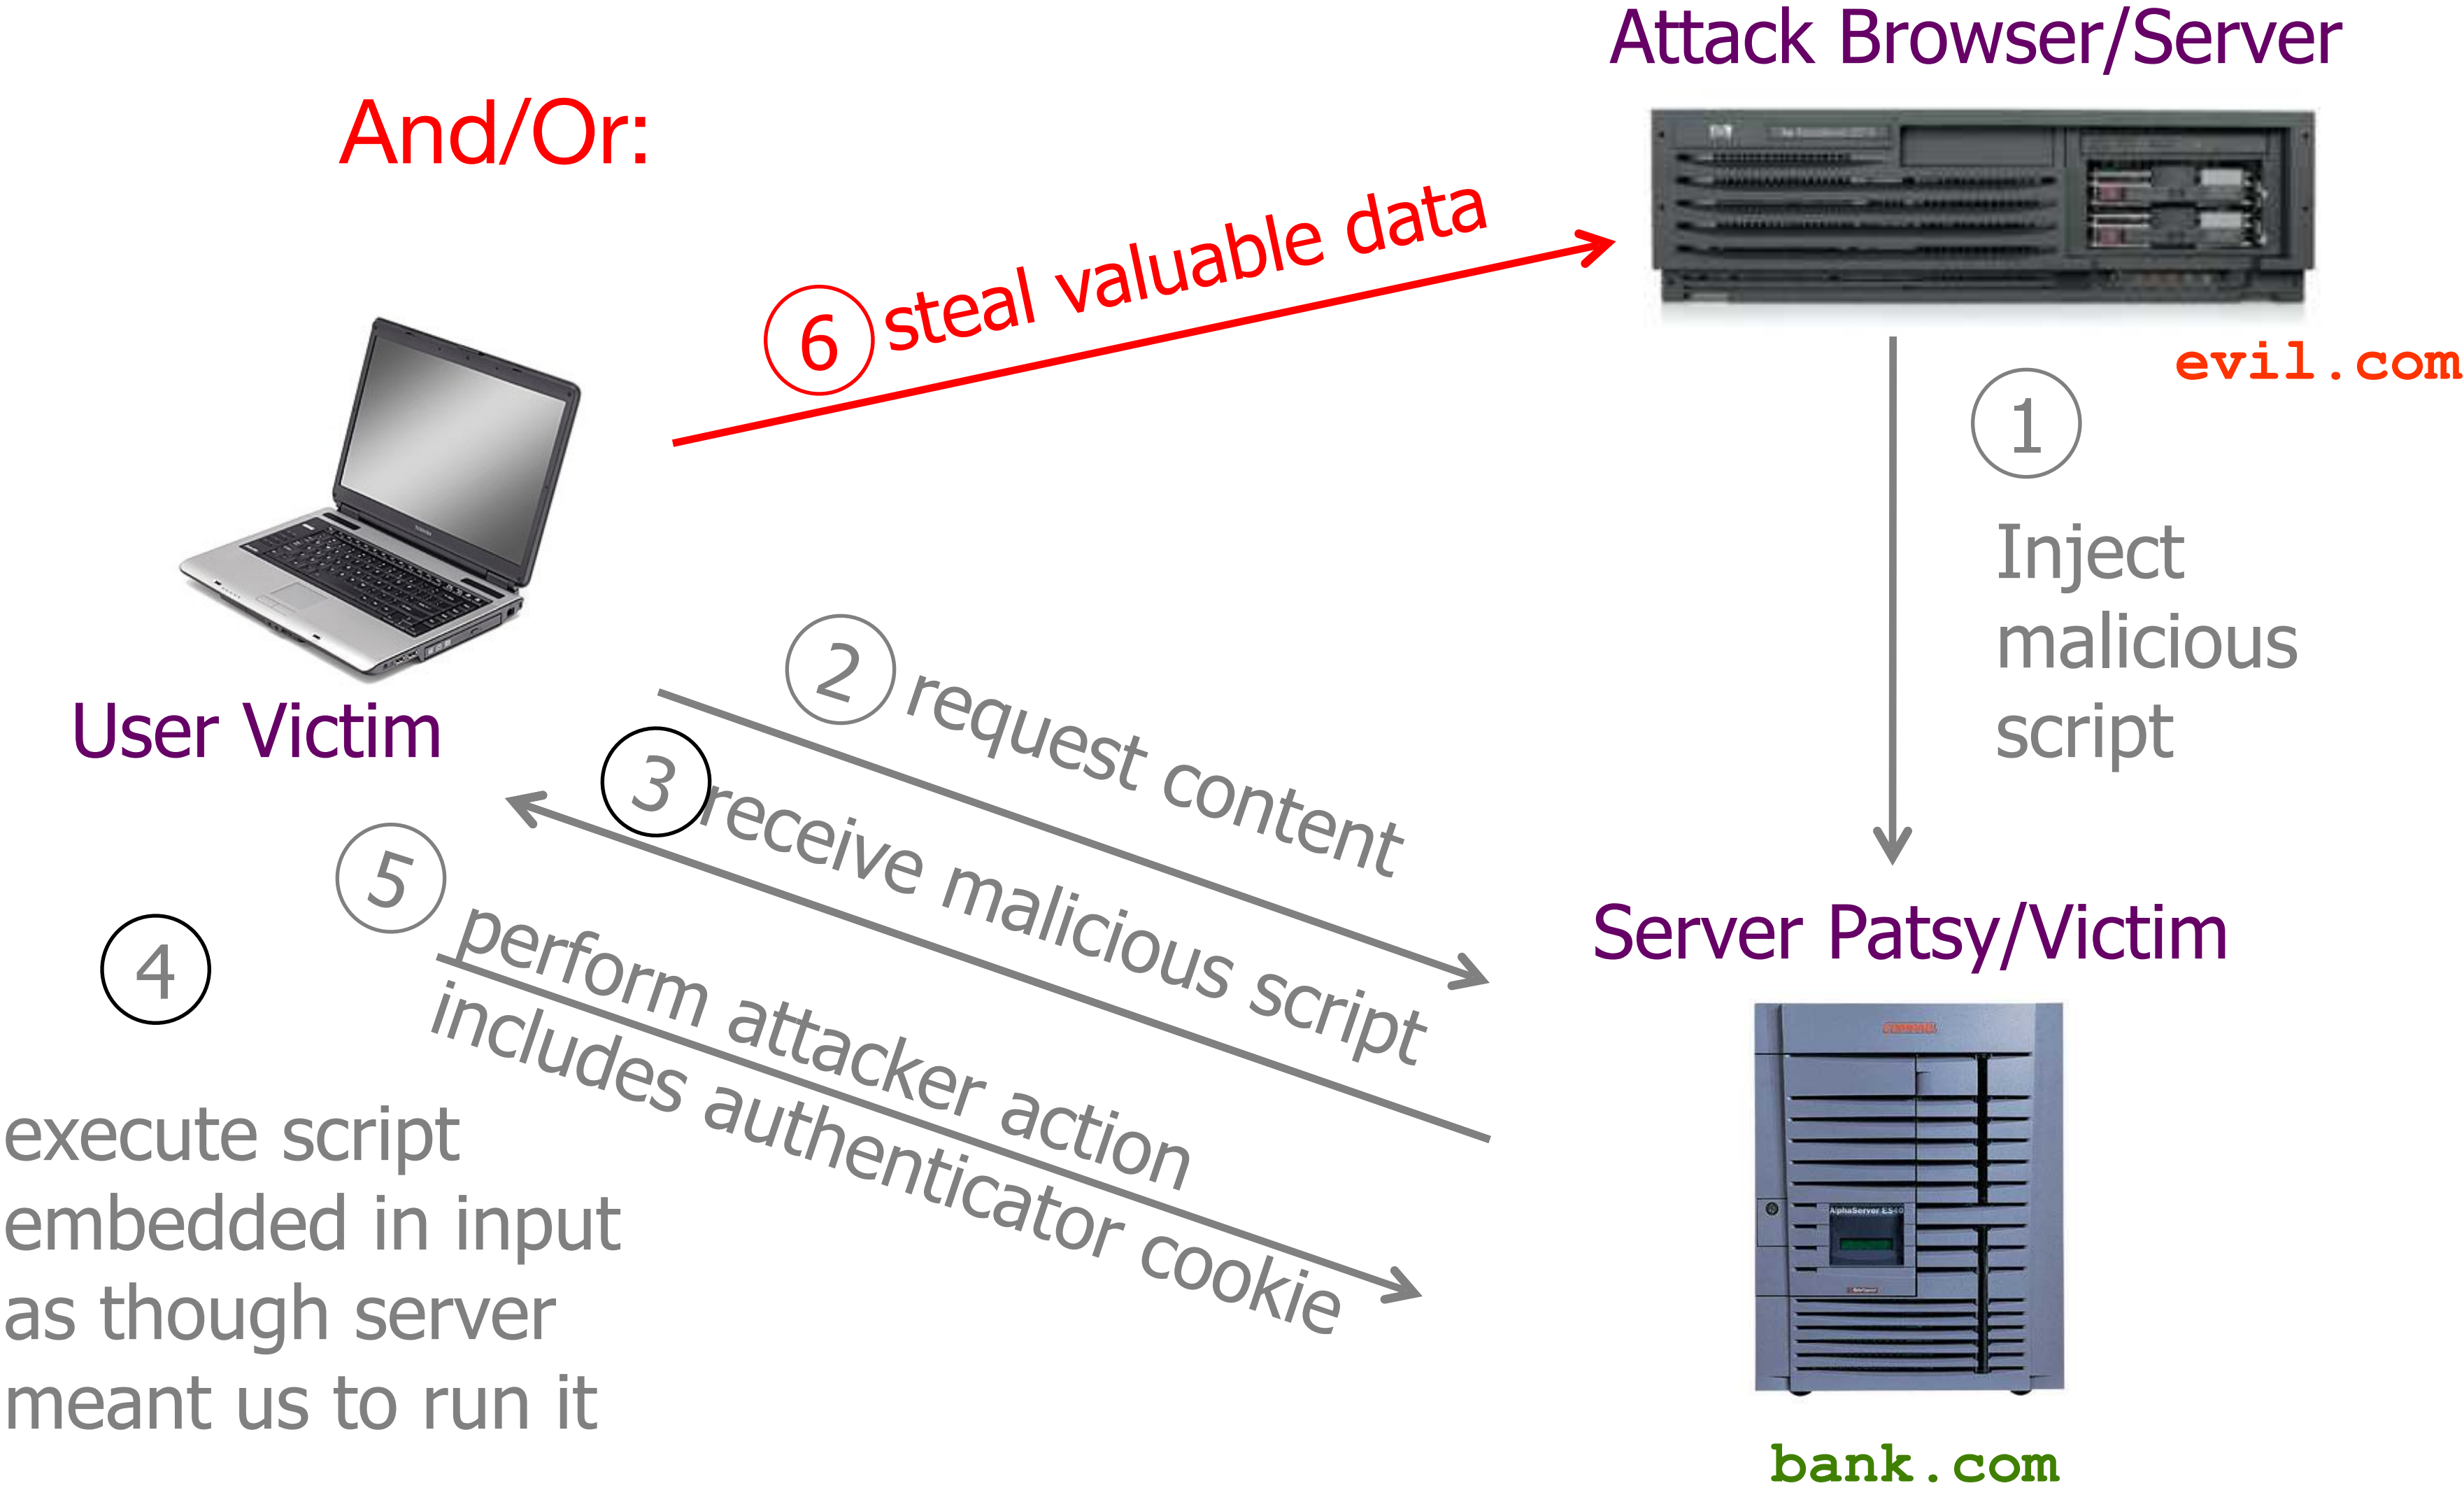 Attack Browser/Server
And/Or:
6 steal valuable data
evil.com
1
Inject
malicious
script
User Victim
2 request content
3 receive malicious script
5 perform attacker action
includes authenticator cookie
4
execute script
embedded in input
as though server
meant us to run it
Server Patsy/Victim
AlphaServer ES40
bank.com